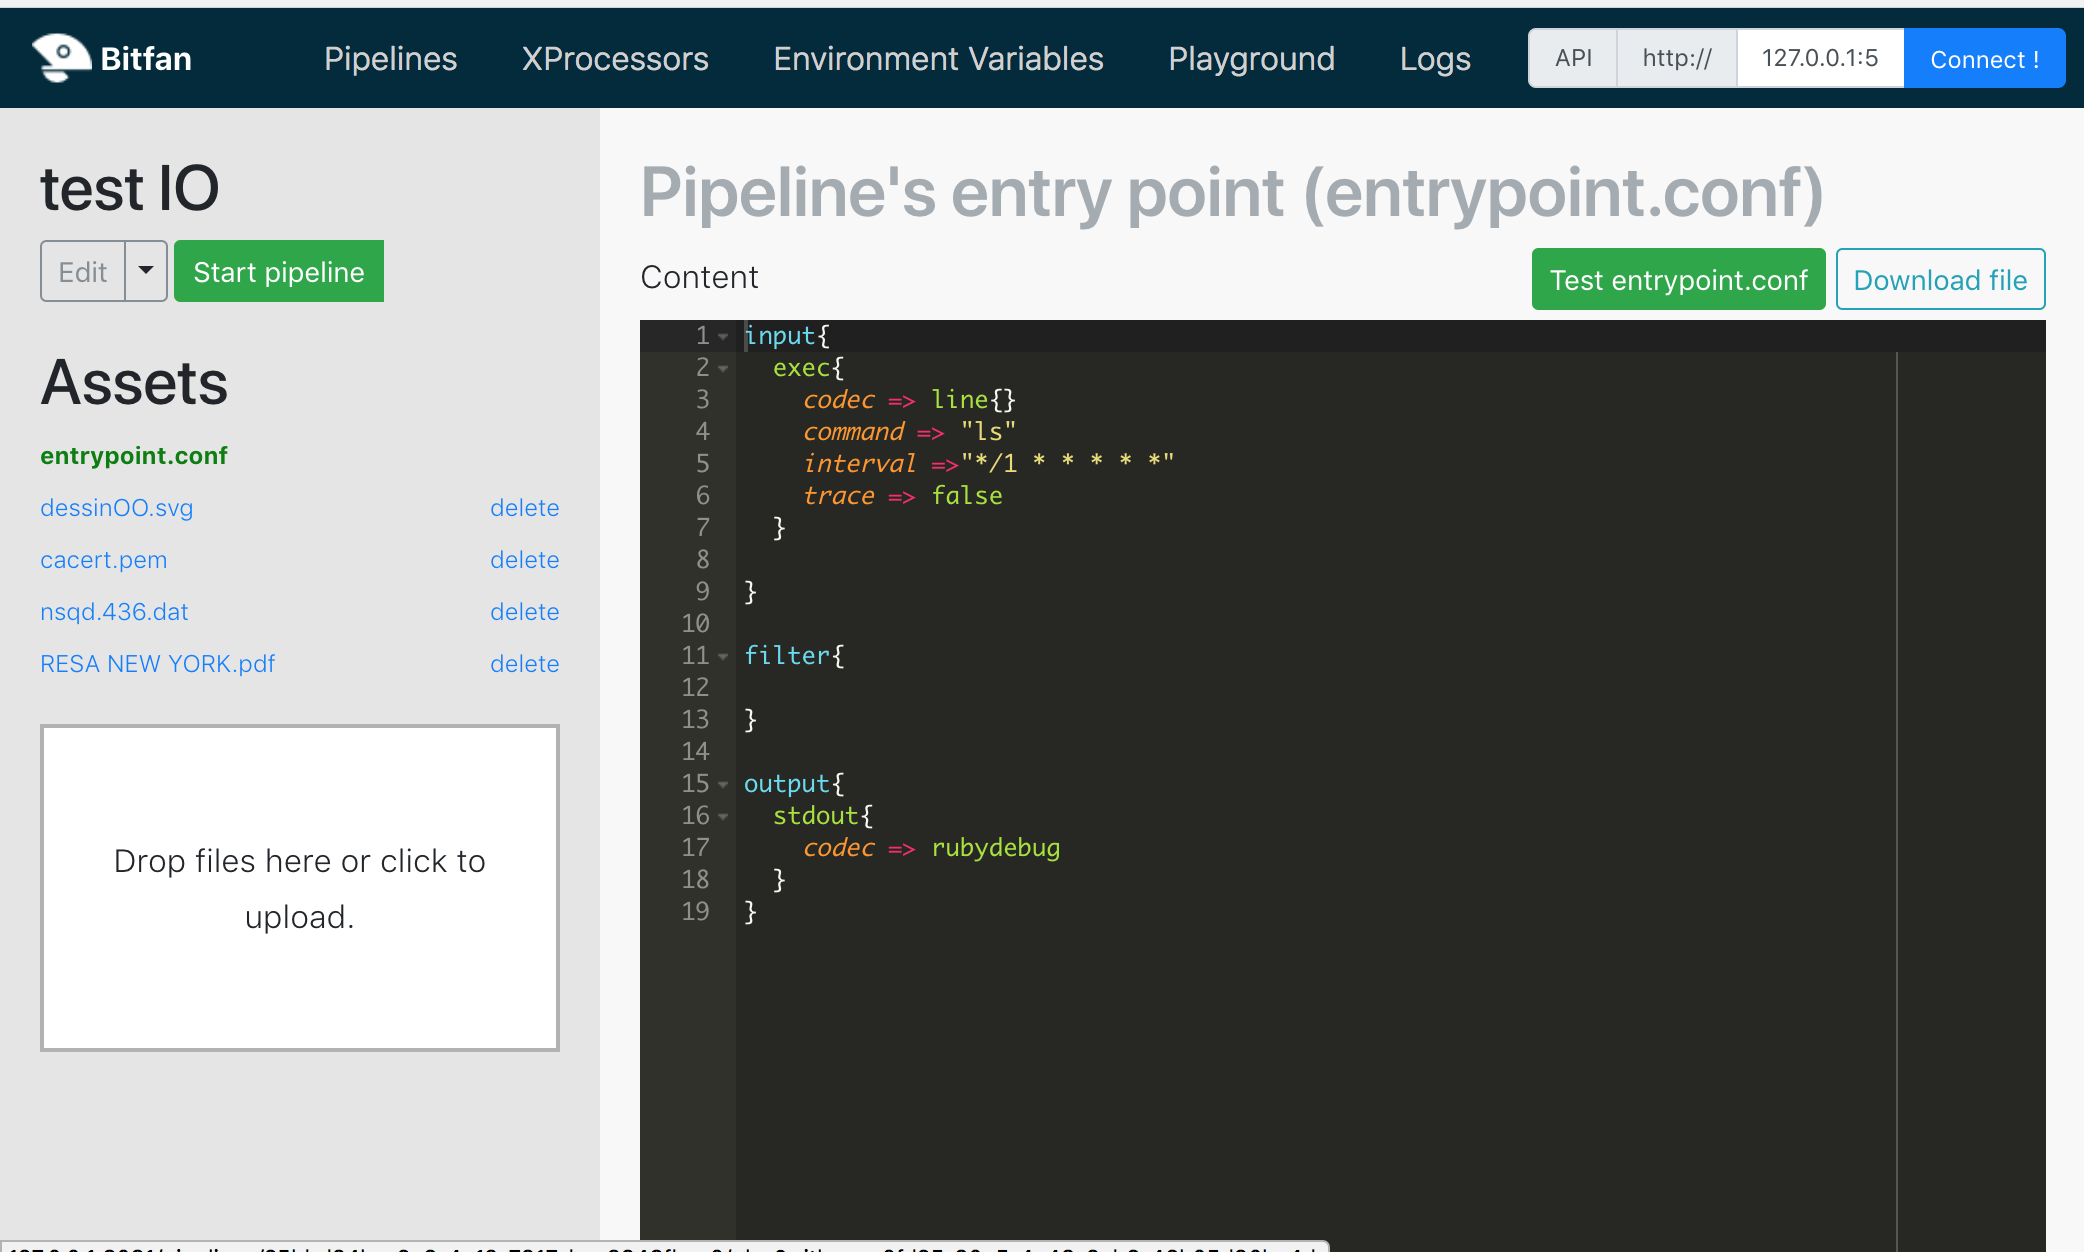 Bitfan
Pipelines
XProcessors
Environment Variables
Playground
Logs
API
http://
127.0.0.1:5
Connect !
test IO
Edit
Start pipeline
Assets
entrypoint.conf
dessinOO.svg delete
cacert.pem delete
nsqd.436.dat delete
RESA NEW YORK.pdf delete
Drop files here or click to
upload.
Pipeline's entry point (entrypoint.conf)
Content
Test entrypoint.conf
Download file
1 input{
2 exec{
3 codec => line{}
4 command => "ls"
5 interval =>"*/1 * * * * *"
6 trace => false
7 }
8
9 }
10
11 filter{
12
13 }
14
15 output{
16 stdout{
17 codec => rubydebug
18 }
19 }